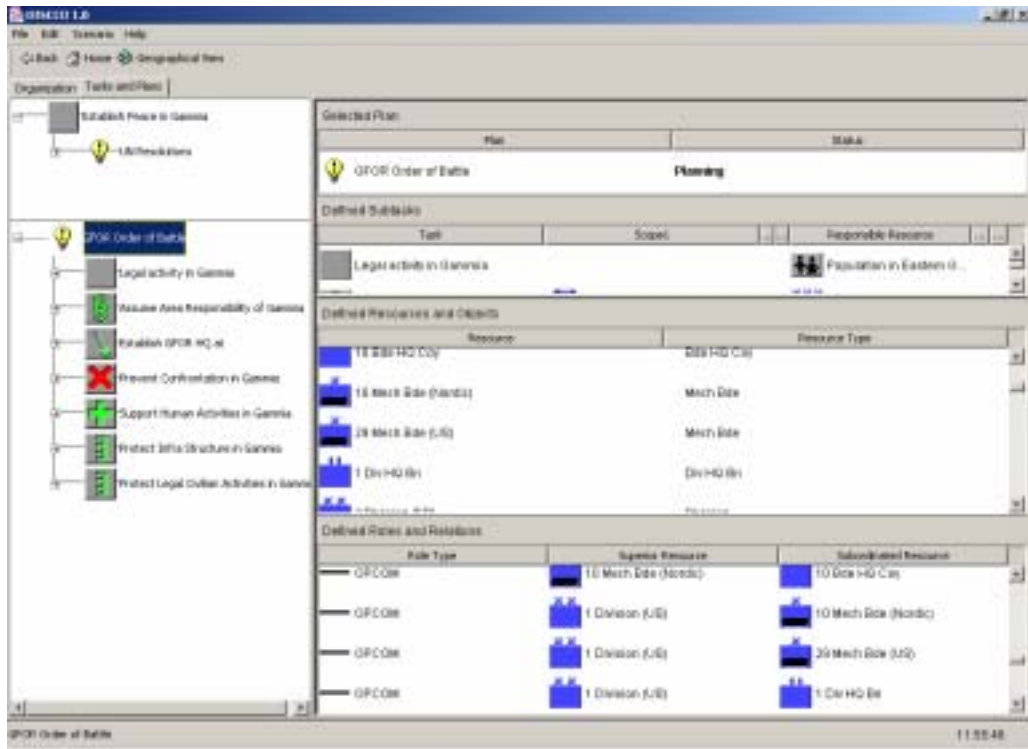 File Edit Scenario Help
Back Home Geographical View
Organization Tasks and Plans
Establish Peace in Gamma
UN Resolutions
GFOR Order of Battle
Legal activity in Gamma
Assume Area Responsibility of Gamma
Establish GFOR HQ at
Prevent Confrontation in Gamma
Support Human Activities in Gamma
Protect Infra Structure in Gamma
Protect Legal Civilian Activities in Gamma
Selected Plan
Plan Status
GFOR Order of Battle Planning
Defined Subtasks
Task Scope ... ... Responsible Resource ... ...
Legal activity in Gamma Population in Eastern G...
Defined Resources and Objects
Resource Resource Type
10 Bde HQ Coy Bde HQ Coy
10 Mech Bde (Nordic) Mech Bde
29 Mech Bde (US) Mech Bde
1 Div HQ Bn Div HQ Bn
Defined Roles and Relations
Role Type Superior Resource Subordinated Resource
OPCOM 10 Mech Bde (Nordic) 10 Bde HQ Coy
OPCOM 1 Division (US) 10 Mech Bde (Nordic)
OPCOM 1 Division (US) 29 Mech Bde (US)
OPCOM 1 Division (US) 1 Div HQ Bn
GFOR Order of Battle 11:55:48